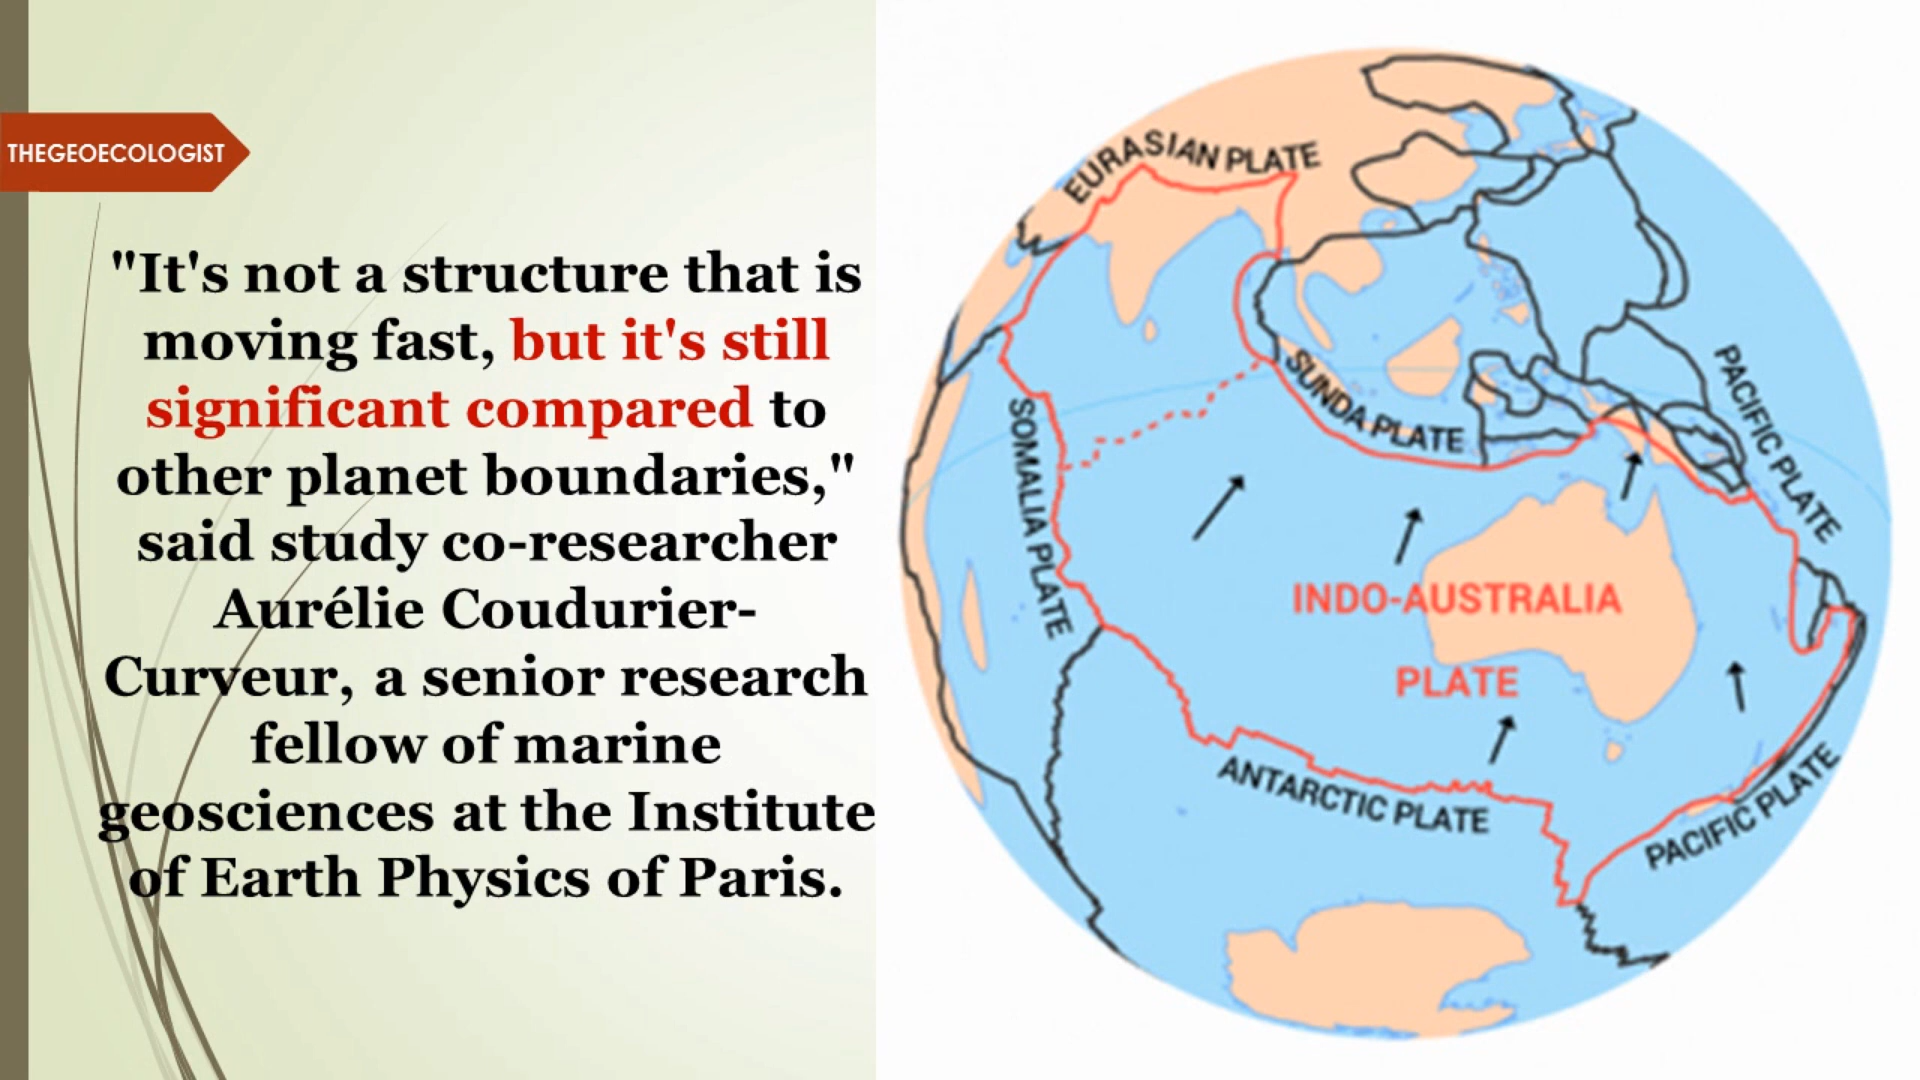 THEGEOECOLOGIST
"It's not a structure that is
moving fast, but it's still
significant compared to
other planet boundaries,"
said study co-researcher
Aurélie Coudurier-
Curveur, a senior research
fellow of marine
geosciences at the Institute
of Earth Physics of Paris.
EURASIAN PLATE
SUNDA PLATE
PACIFIC PLATE
SOMALIA PLATE
INDO-AUSTRALIA
PLATE
ANTARCTIC PLATE
PACIFIC PLATE